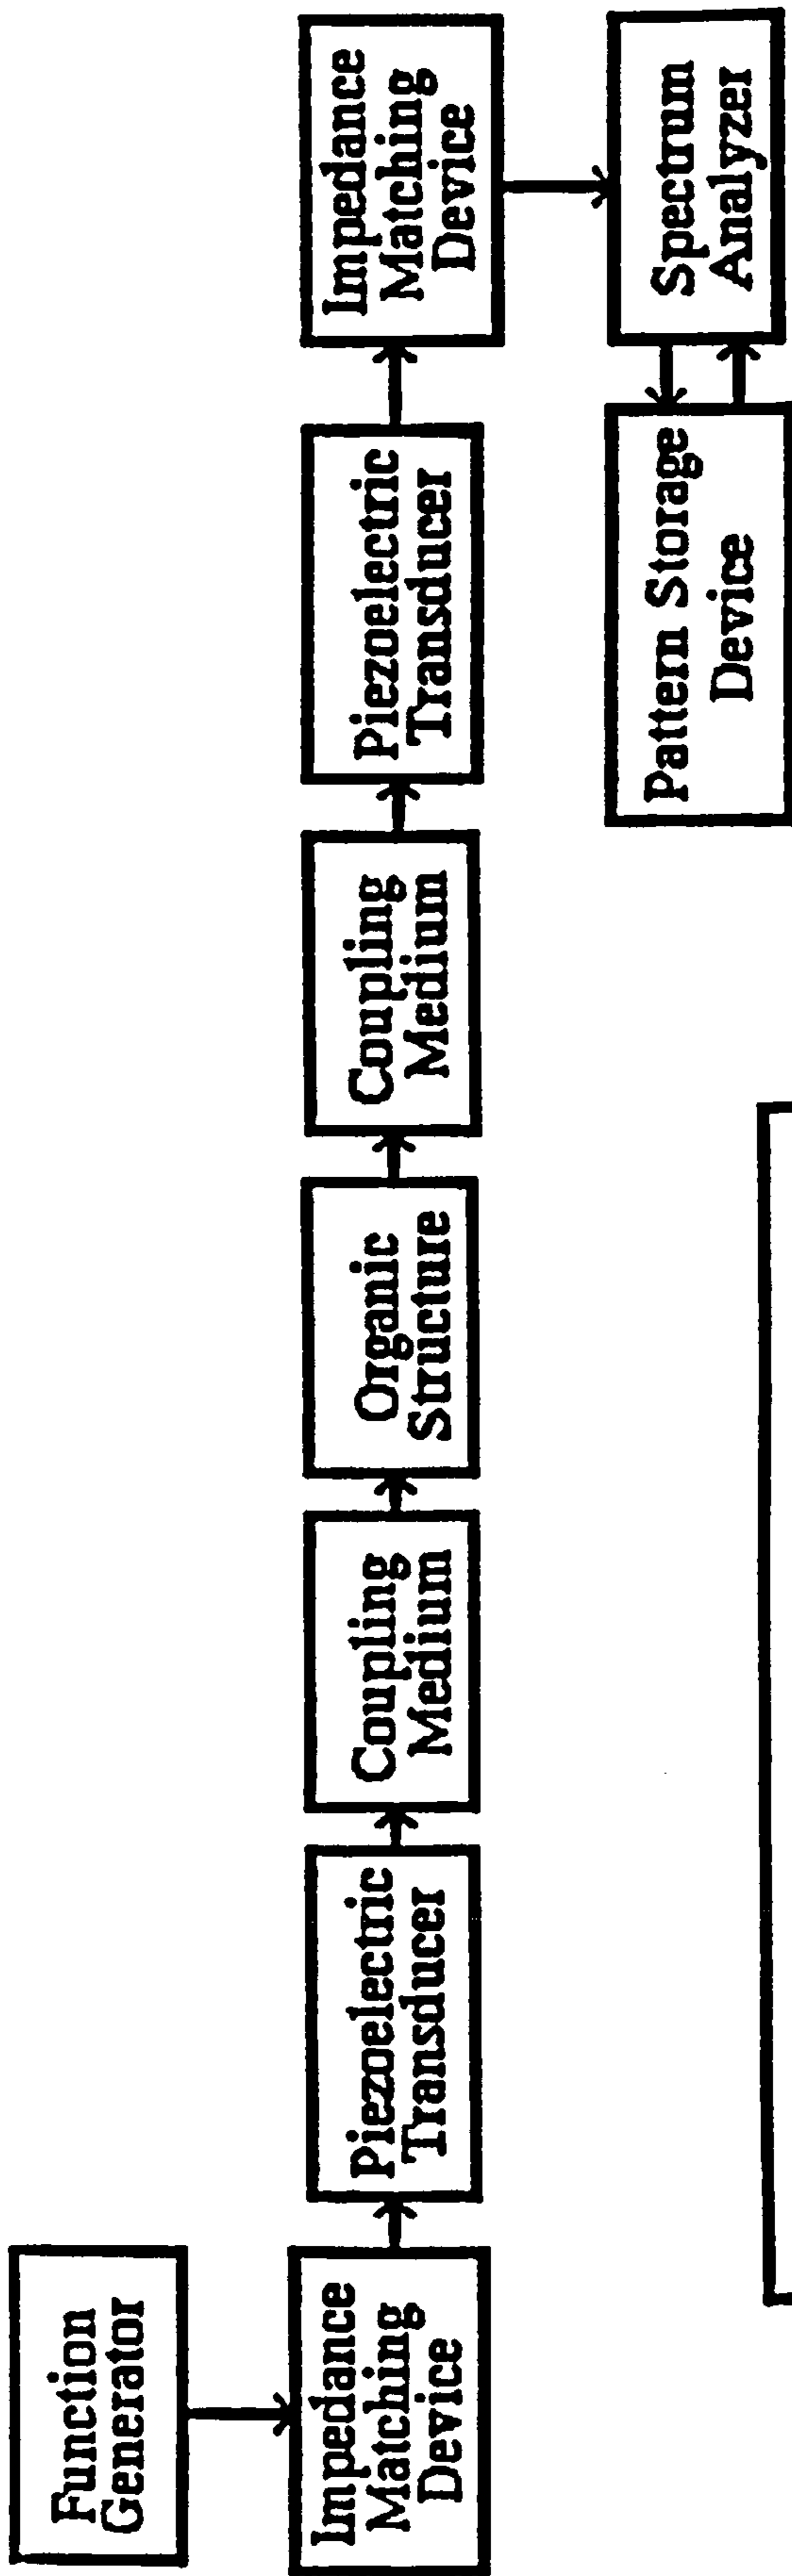 Function
Generator
Impedance
Matching
Device
Piezoelectric
Transducer
Coupling
Medium
Organic
Structure
Coupling
Medium
Piezoelectric
Transducer
Impedance
Matching
Device
Spectrum
Analyzer
Pattern Storage
Device